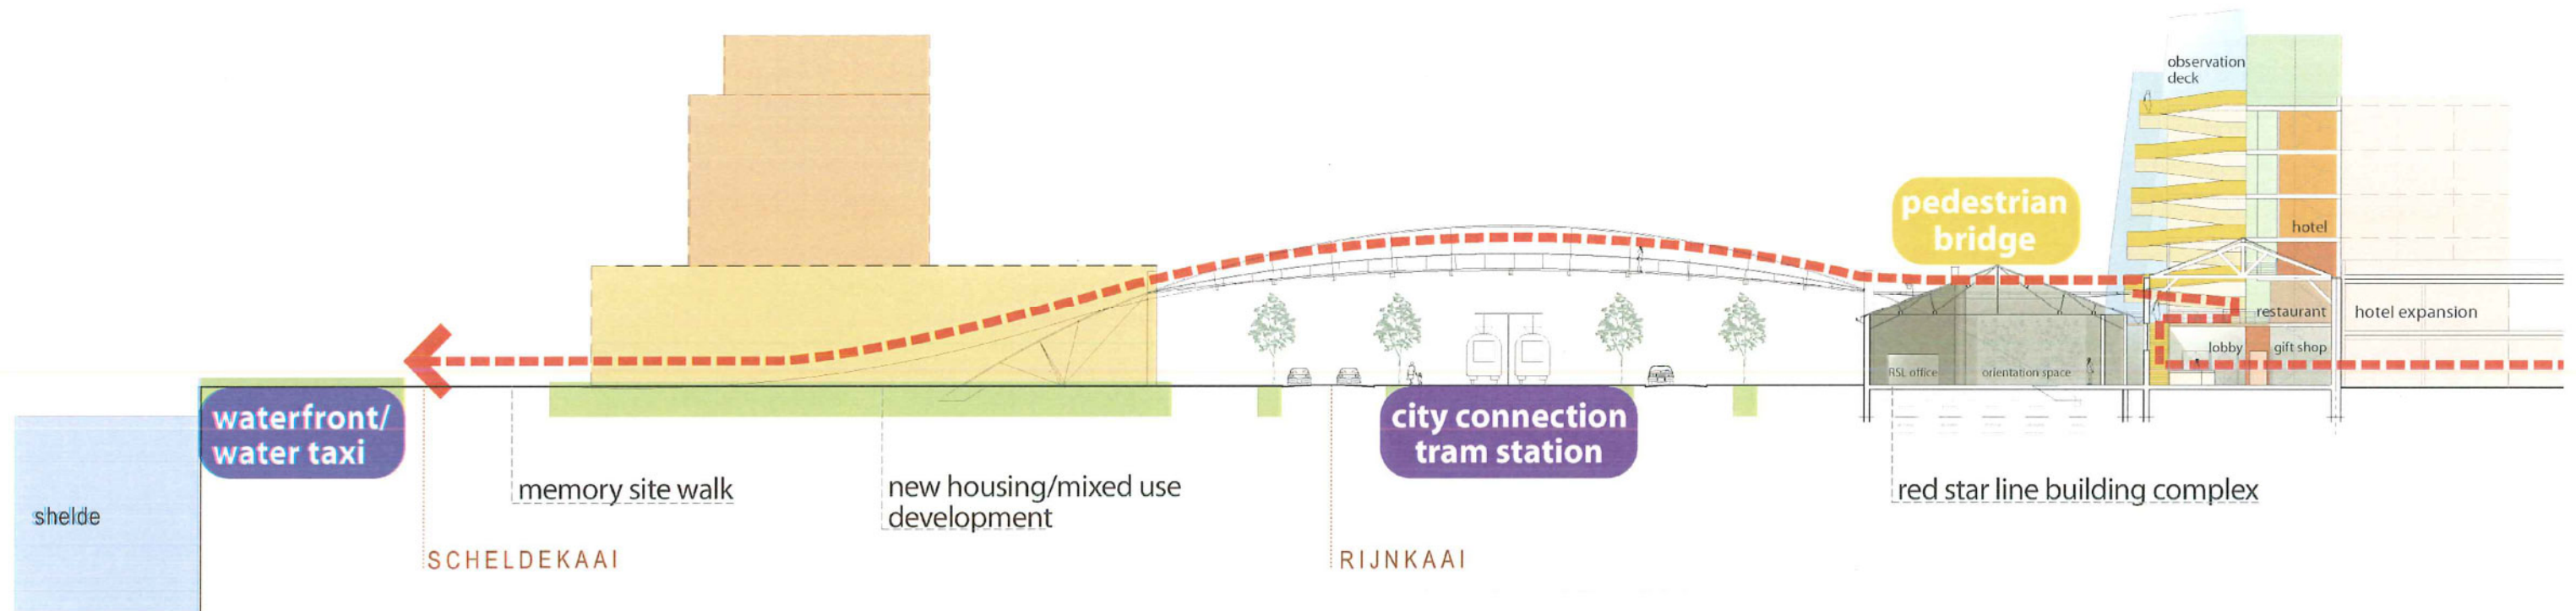 observation
deck
pedestrian
bridge
hotel
restaurant
hotel expansion
lobby
gift shop
RSL office
orientation space
waterfront/
water taxi
city connection
tram station
memory site walk
new housing/mixed use
development
red star line building complex
shelde
SCHELDEKAAI
RIJNKAAI